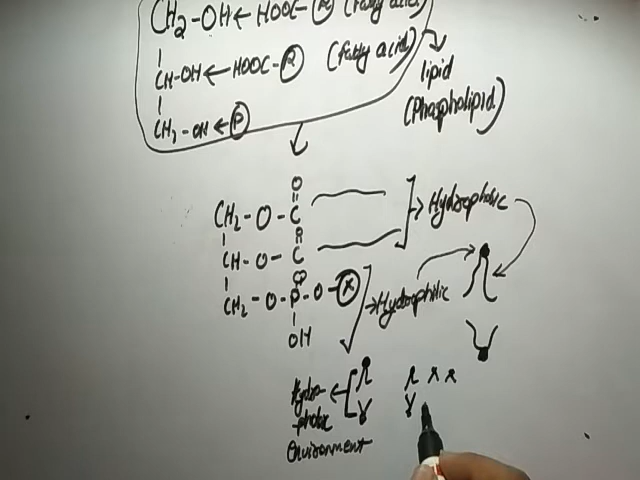 CH2-OH ← HOOC-R (Fatty acid)
CH-OH ← HOOC-R (Fatty acid)
CH2-OH ← P
lipid
(Phospholipid)
O
CH2-O-C
Hydrophobic
O
CH-O-C
O
CH2-O-P-O-X
Hydrophilic
OH
Hydro-
phobic
Environment